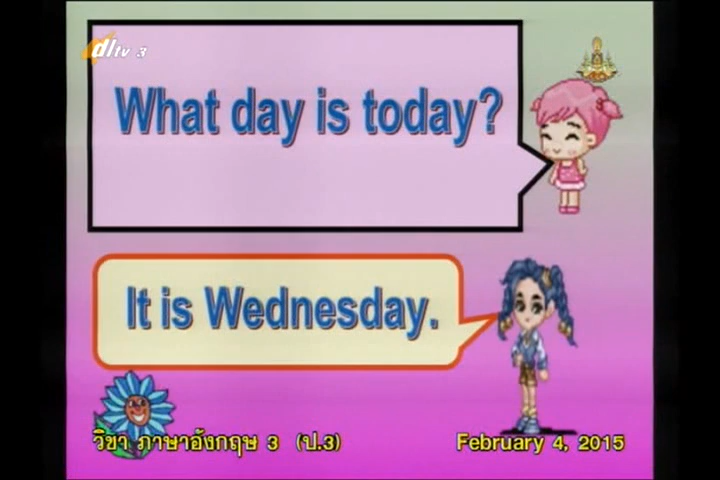 dltv 3
What day is today?
It is Wednesday.
วิชา ภาษาอังกฤษ 3 (ป.3)
February 4, 2015